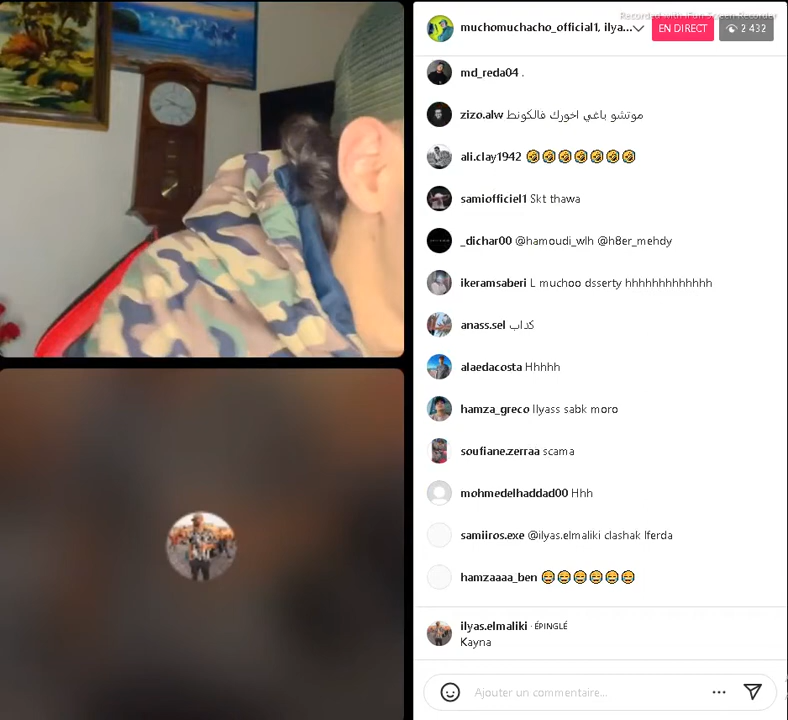 Recorded with iFun Screen Recorder
muchomuchacho_official1, ilya...
EN DIRECT
2 432
md_reda04 .
zizo.alw موتشو باغي اخورك فالكونط
ali.clay1942 🤣🤣🤣🤣🤣🤣🤣
samiofficiel1 Skt thawa
_dichar00 @hamoudi_wlh @h8er_mehdy
ikeramsaberi L muchoo dsserty hhhhhhhhhhhhh
anass.sel كداب
alaedacosta Hhhhh
hamza_greco Ilyass sabk moro
soufiane.zerraa scama
mohmedelhaddad00 Hhh
samiiros.exe @ilyas.elmaliki clashak lferda
hamzaaaa_ben 😂😂😂😂😂😂
ilyas.elmaliki · ÉPINGLÉ
Kayna
Ajouter un commentaire...